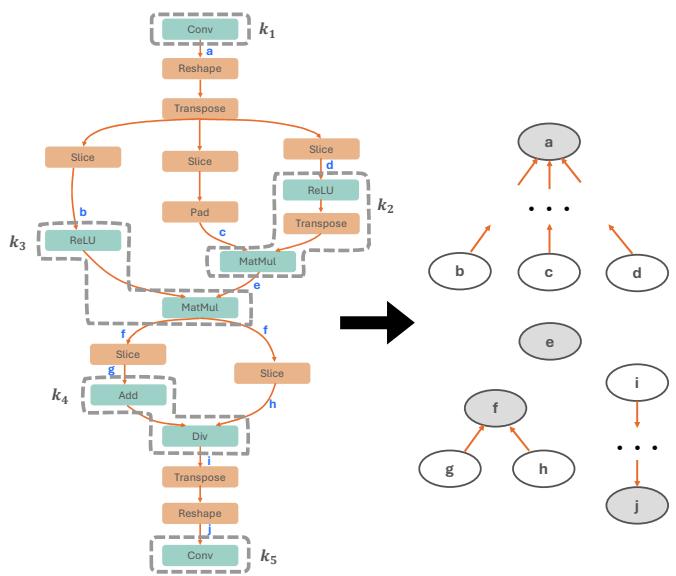 Conv
k1
a
Reshape
Transpose
Slice
Slice
Slice
d
ReLU
k2
Pad
Transpose
b
c
k3
ReLU
MatMul
e
MatMul
f
f
Slice
g
Slice
k4
Add
h
Div
i
Transpose
Reshape
j
Conv
k5
a
. . .
b
c
d
e
i
f
. . .
g
h
j